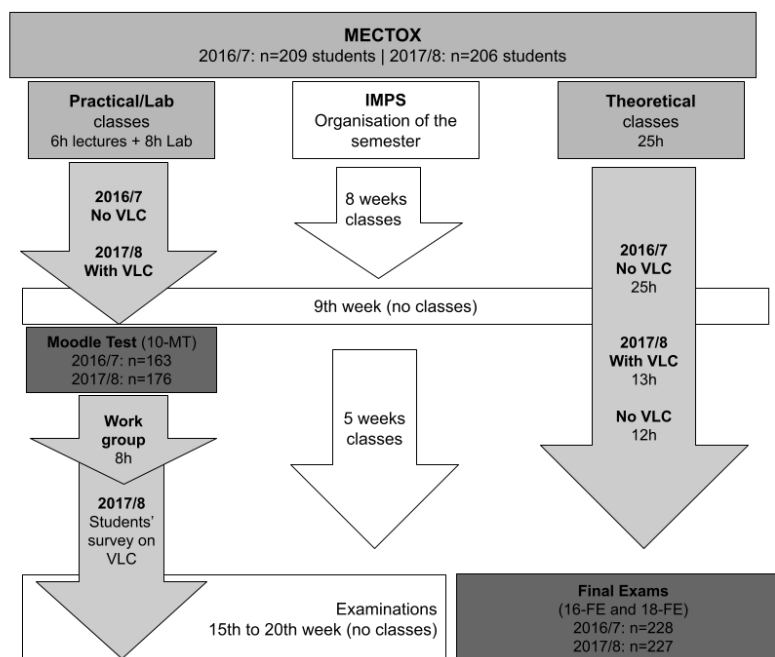 MECTOX
2016/7: n=209 students | 2017/8: n=206 students
Practical/Lab
classes
6h lectures + 8h Lab
IMPS
Organisation of the
semester
Theoretical
classes
25h
2016/7
No VLC
2017/8
With VLC
8 weeks
classes
2016/7
No VLC
25h
9th week (no classes)
Moodle Test (10-MT)
2016/7: n=163
2017/8: n=176
2017/8
With VLC
13h
No VLC
12h
Work
group
8h
5 weeks
classes
2017/8
Students’
survey on
VLC
Examinations
15th to 20th week (no classes)
Final Exams
(16-FE and 18-FE)
2016/7: n=228
2017/8: n=227